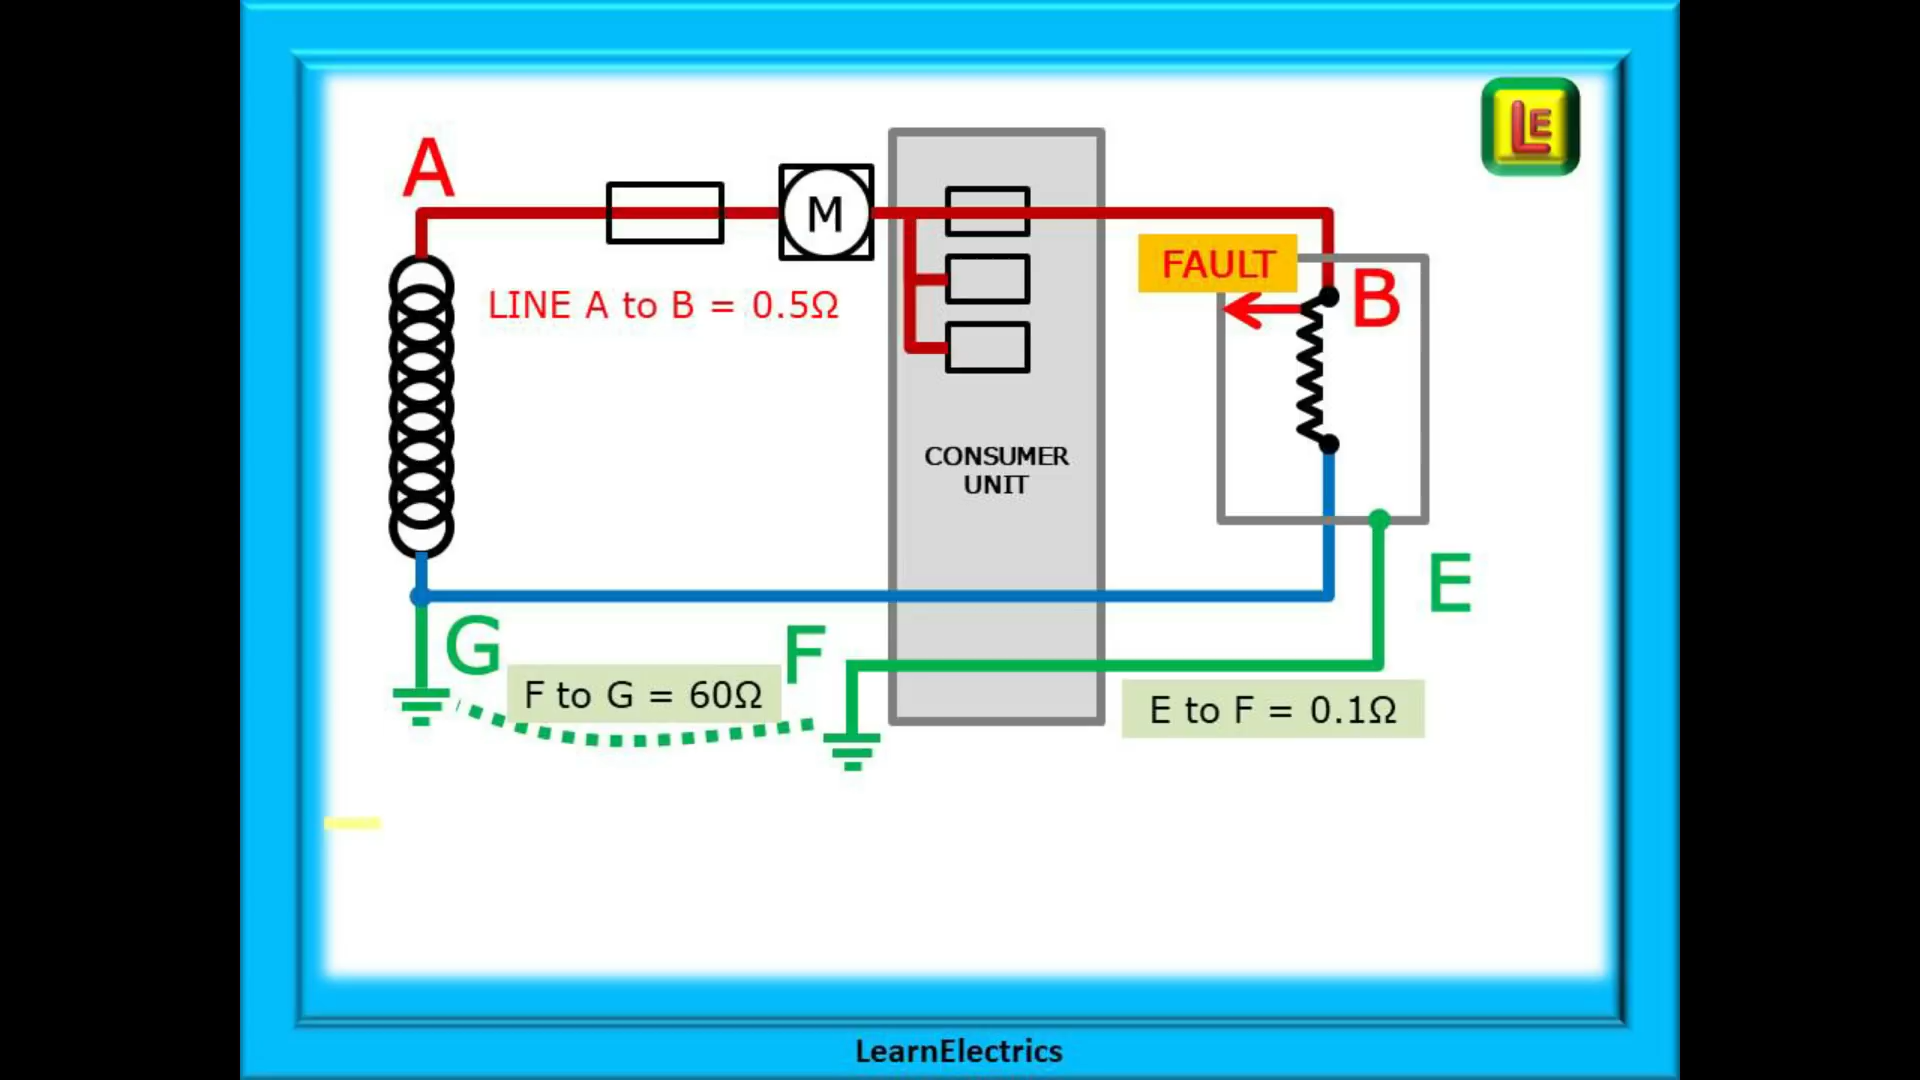 A
LE
M
FAULT
B
LINE A to B = 0.5Ω
CONSUMER
UNIT
E
G
F
F to G = 60Ω
E to F = 0.1Ω
LearnElectrics